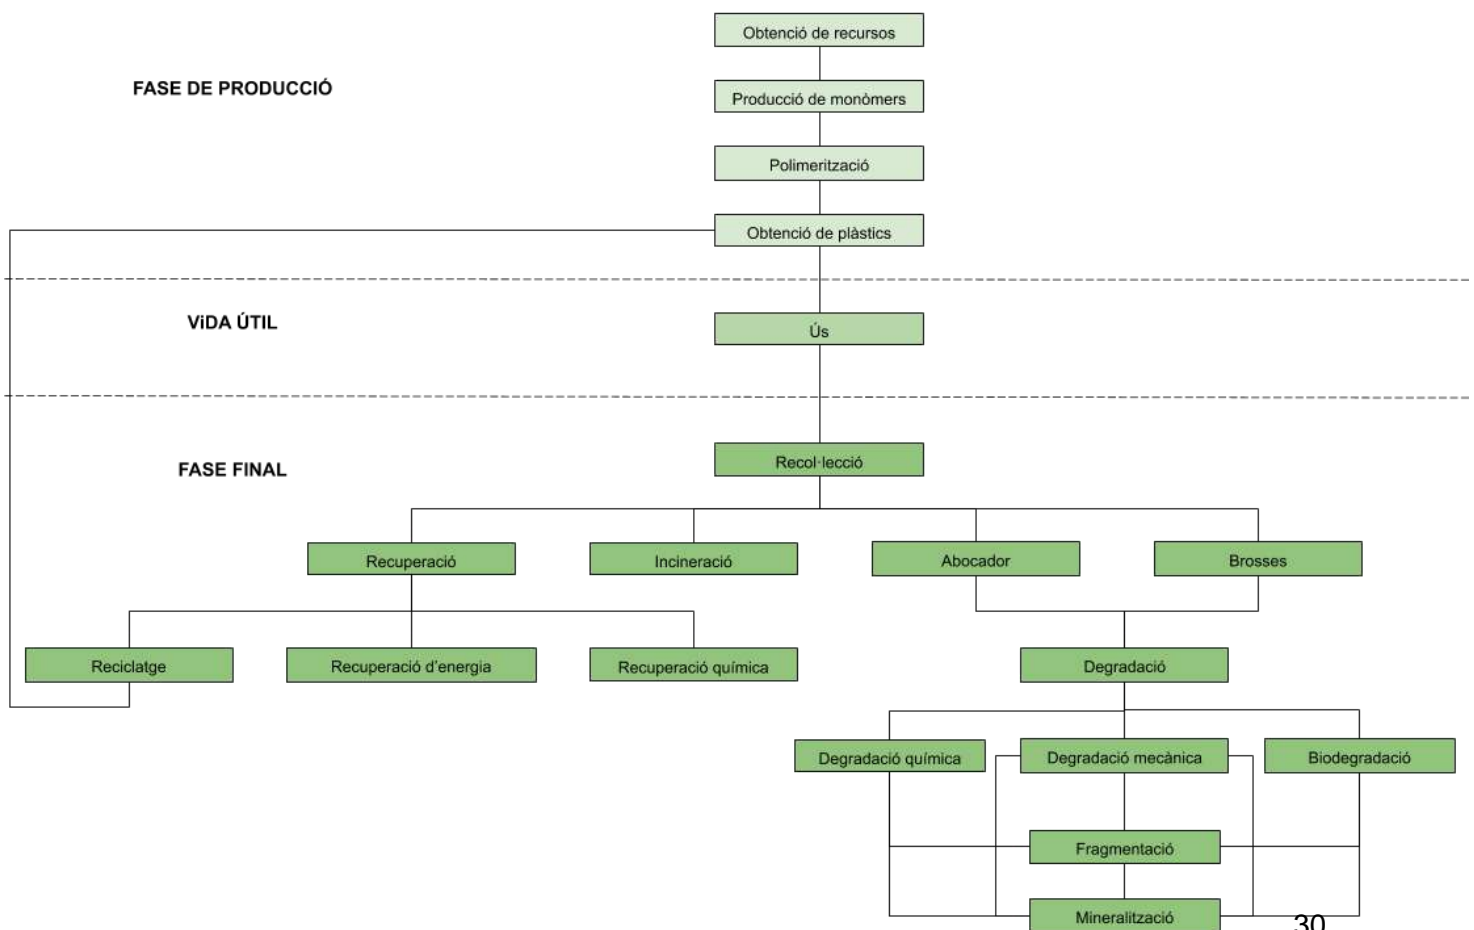 Obtenció de recursos
FASE DE PRODUCCIÓ
Producció de monòmers
Polimerització
Obtenció de plàstics
ViDA ÚTIL
Ús
Recol·lecció
FASE FINAL
Recuperació
Incineració
Abocador
Brosses
Reciclatge
Recuperació d'energia
Recuperació química
Degradació
Degradació química
Degradació mecànica
Biodegradació
Fragmentació
Mineralització
30